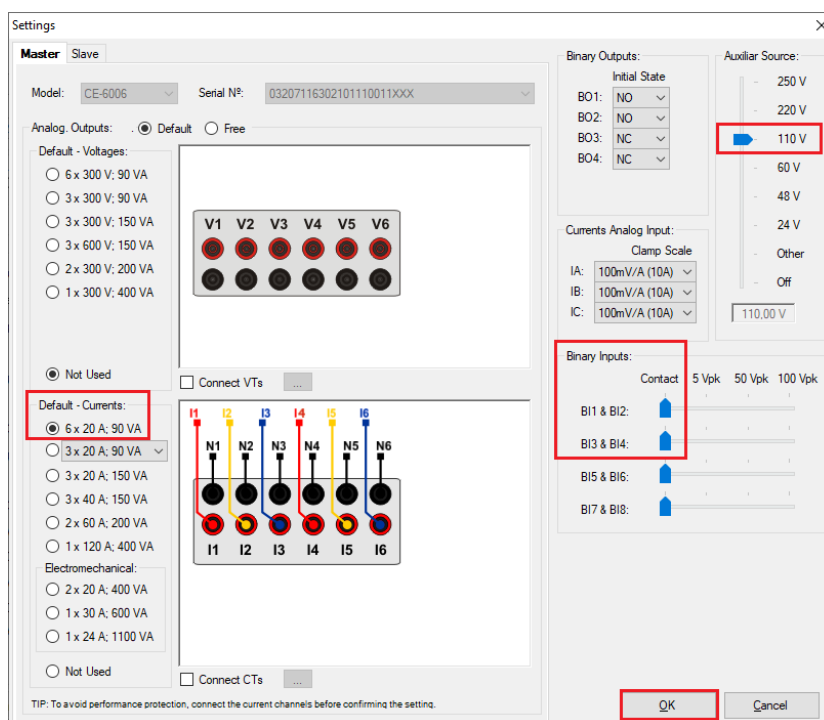 Settings
Master Slave
Model: CE-6006 Serial Nº: 03207116302101110011XXX
Analog. Outputs: . Default Free
Default - Voltages:
6 x 300 V; 90 VA
3 x 300 V; 90 VA
3 x 300 V; 150 VA
3 x 600 V; 150 VA
2 x 300 V; 200 VA
1 x 300 V; 400 VA
Not Used
V1 V2 V3 V4 V5 V6
Connect VTs ...
Default - Currents:
6 x 20 A; 90 VA
3 x 20 A; 90 VA
3 x 20 A; 150 VA
3 x 40 A; 150 VA
2 x 60 A; 200 VA
1 x 120 A; 400 VA
Electromechanical:
2 x 20 A; 400 VA
1 x 30 A; 600 VA
1 x 24 A; 1100 VA
Not Used
I1 I2 I3 I4 I5 I6
N1 N2 N3 N4 N5 N6
I1 I2 I3 I4 I5 I6
Connect CTs ...
TIP: To avoid performance protection, connect the current channels before confirming the setting.
Binary Outputs:
Initial State
BO1: NO
BO2: NO
BO3: NC
BO4: NC
Auxiliar Source:
250 V
220 V
110 V
60 V
48 V
24 V
Other
Off
110,00 V
Currents Analog Input:
Clamp Scale
IA: 100mV/A (10A)
IB: 100mV/A (10A)
IC: 100mV/A (10A)
Binary Inputs:
Contact 5 Vpk 50 Vpk 100 Vpk
BI1 & BI2:
BI3 & BI4:
BI5 & BI6:
BI7 & BI8:
OK Cancel